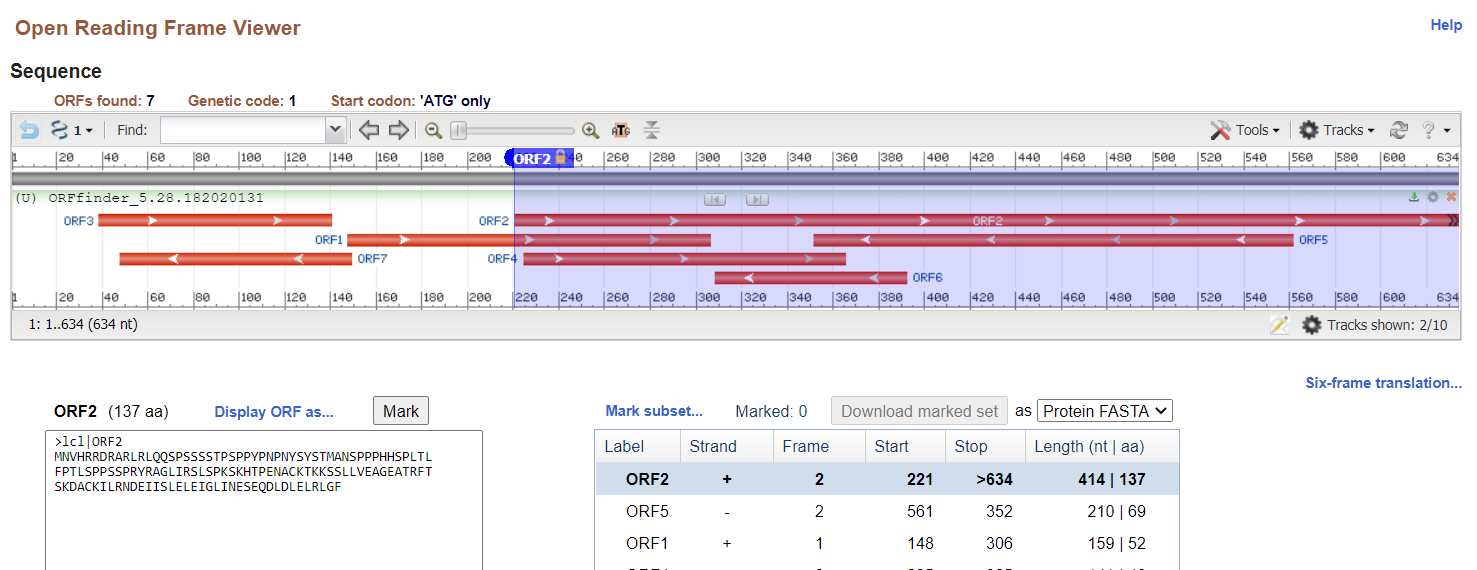 Open Reading Frame Viewer
Help
Sequence
ORFs found: 7 Genetic code: 1 Start codon: 'ATG' only
1 Find: ATG Tools Tracks ?
1 20 40 60 80 100 120 140 160 180 200 ORF2 40 260 280 300 320 340 360 380 400 420 440 460 480 500 520 540 560 580 600 634
(U) ORFfinder_5.28.182020131
ORF3 ORF2 ORF2
ORF1 ORF5
ORF7 ORF4
ORF6
1 20 40 60 80 100 120 140 160 180 200 220 240 260 280 300 320 340 360 380 400 420 440 460 480 500 520 540 560 580 600 634
1: 1..634 (634 nt) Tracks shown: 2/10
Six-frame translation...
ORF2 (137 aa) Display ORF as... Mark
Mark subset... Marked: 0 Download marked set as Protein FASTA
>lcl|ORF2
MNVHRRDRARLRLQQSPSSSSTPSPPYPNPNYSYSTMANSPPPHHSPLTL
FPTLSPPSSPRYRAGLIRSLSPKSKHTPENACKTKKSSLLVEAGEATRFT
SKDACKILRNDEIISLELEIGLINESEQDLDLELRLGF
Label Strand Frame Start Stop Length (nt | aa)
ORF2 + 2 221 >634 414 | 137
ORF5 - 2 561 352 210 | 69
ORF1 + 1 148 306 159 | 52